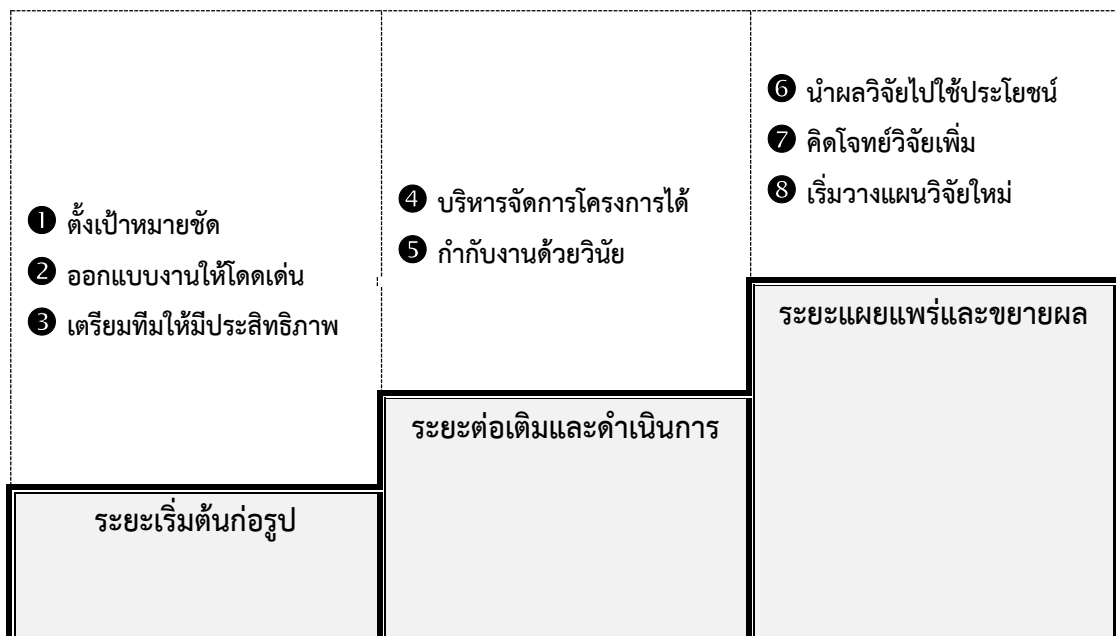 ❶ ตั้งเป้าหมายชัด
❷ ออกแบบงานให้โดดเด่น
❸ เตรียมทีมให้มีประสิทธิภาพ
ระยะเริ่มต้นก่อรูป
❹ บริหารจัดการโครงการได้
❺ กำกับงานด้วยวินัย
ระยะต่อเติมและดำเนินการ
❻ นำผลวิจัยไปใช้ประโยชน์
❼ คิดโจทย์วิจัยเพิ่ม
❽ เริ่มวางแผนวิจัยใหม่
ระยะแผยแพร่และขยายผล